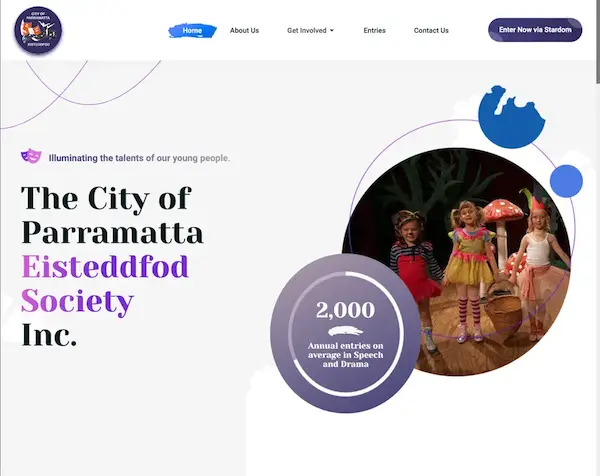 CITY OF
PARRAMATTA
EISTEDDFOD
Home
About Us
Get Involved
Entries
Contact Us
Enter Now via Stardom
Illuminating the talents of our young people.
The City of
Parramatta
Eisteddfod
Society
Inc.
2,000
Annual entries on
average in Speech
and Drama